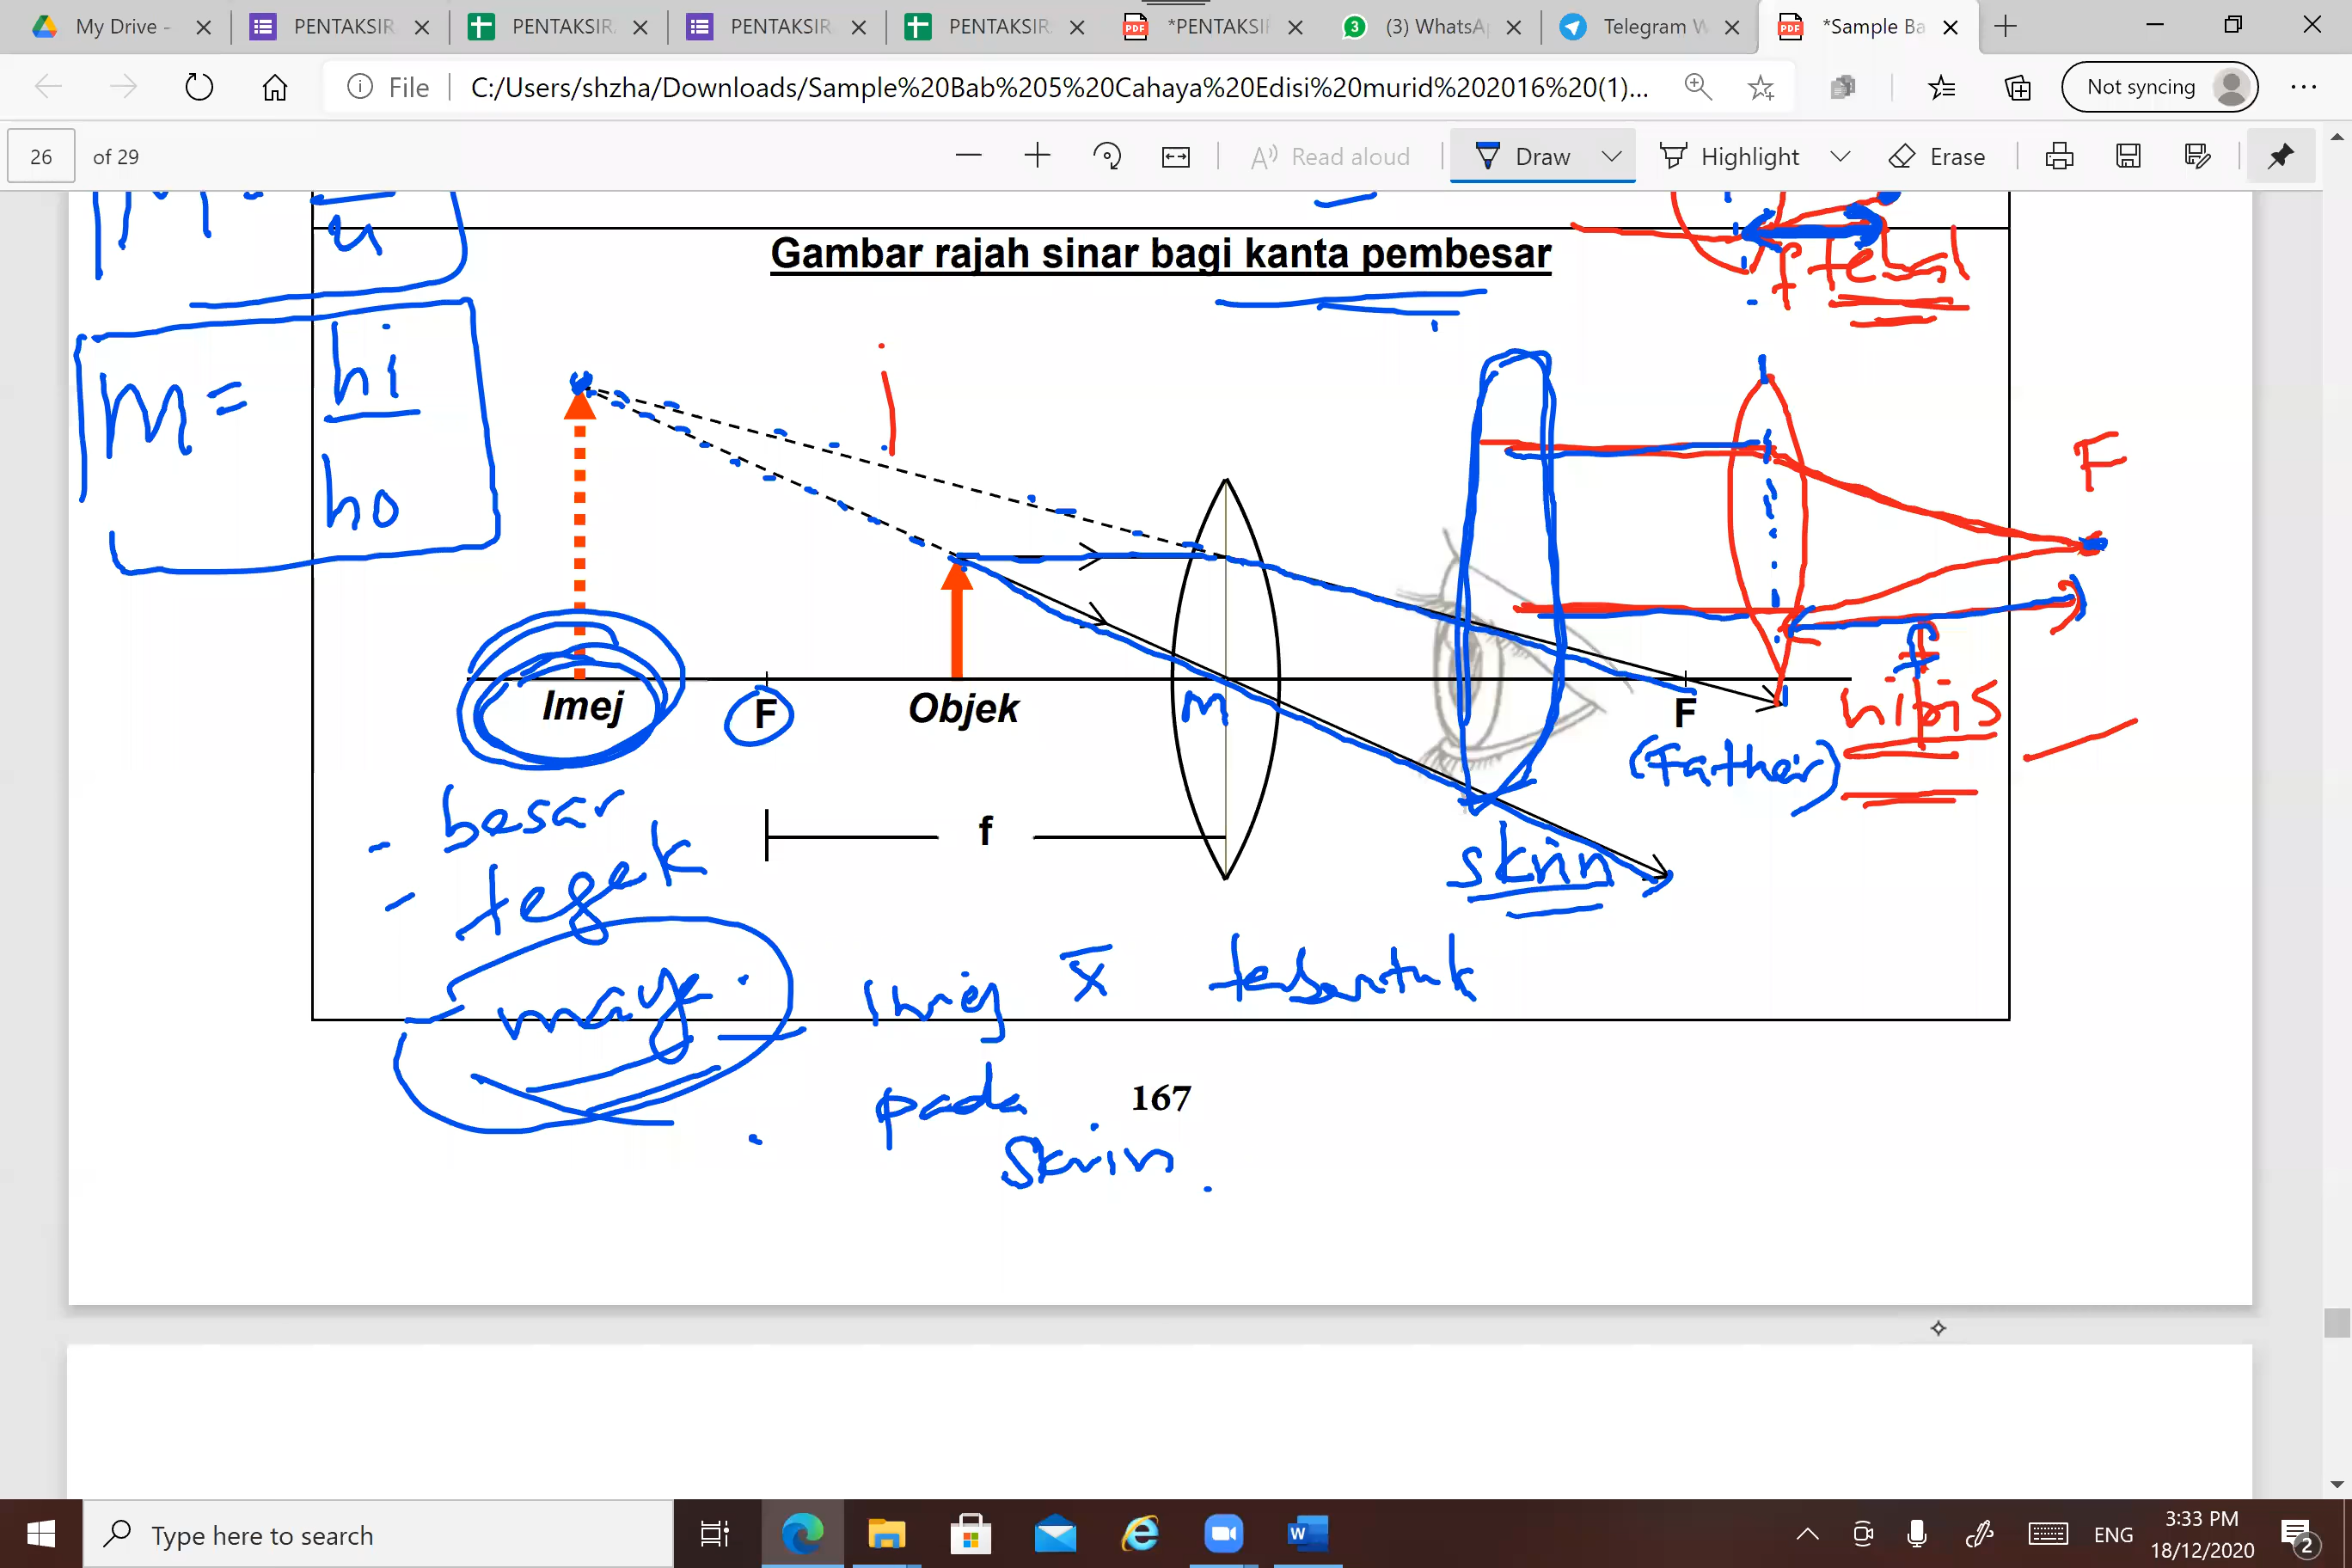 My Drive -
PENTAKSIR
PENTAKSIR
PENTAKSIR
PENTAKSIR
*PENTAKSI
(3) WhatsA
Telegram W
*Sample Ba
File
C:/Users/shzha/Downloads/Sample%20Bab%205%20Cahaya%20Edisi%20murid%202016%20(1)...
Not syncing
26
of 29
Read aloud
Draw
Highlight
Erase
u
Gambar rajah sinar bagi kanta pembesar
f
tebal
M = hi
ho
i
F
Imej
F
Objek
M
F
(Father)
f
nipis
f
- besar
- tegak
- maya
skrin
Imej x terbentuk
pada
skrin.
167
Type here to search
W
ENG
3:33 PM
18/12/2020
2